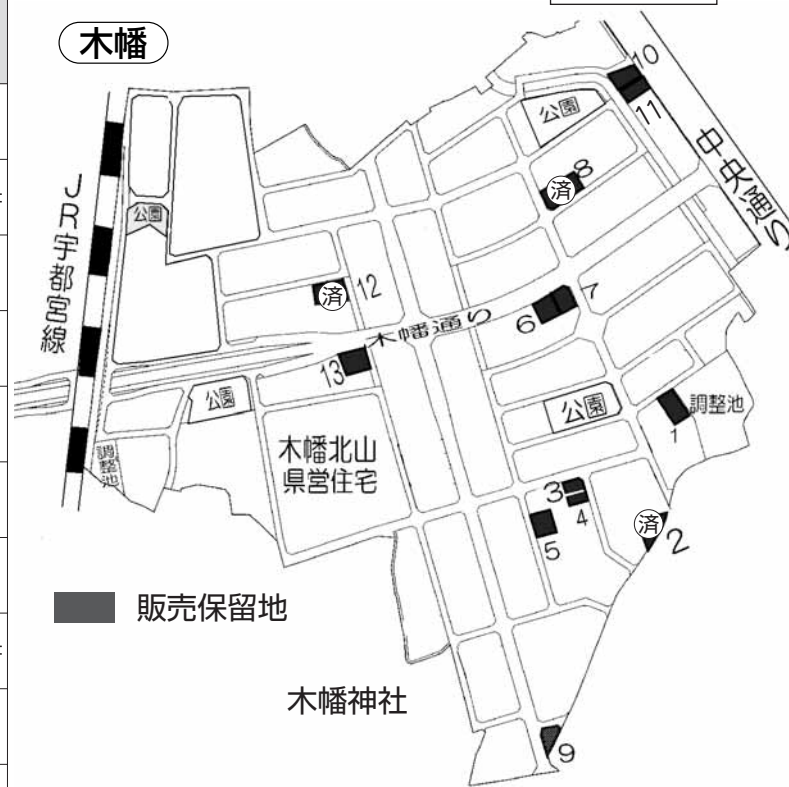 木幡
10
公園
11
中央通り
8
済
公園
JR宇都宮線
済
12
7
6
木幡通り
13
公園
公園
調整池
1
木幡北山
県営住宅
調整池
3
4
済
2
5
販売保留地
木幡神社
9